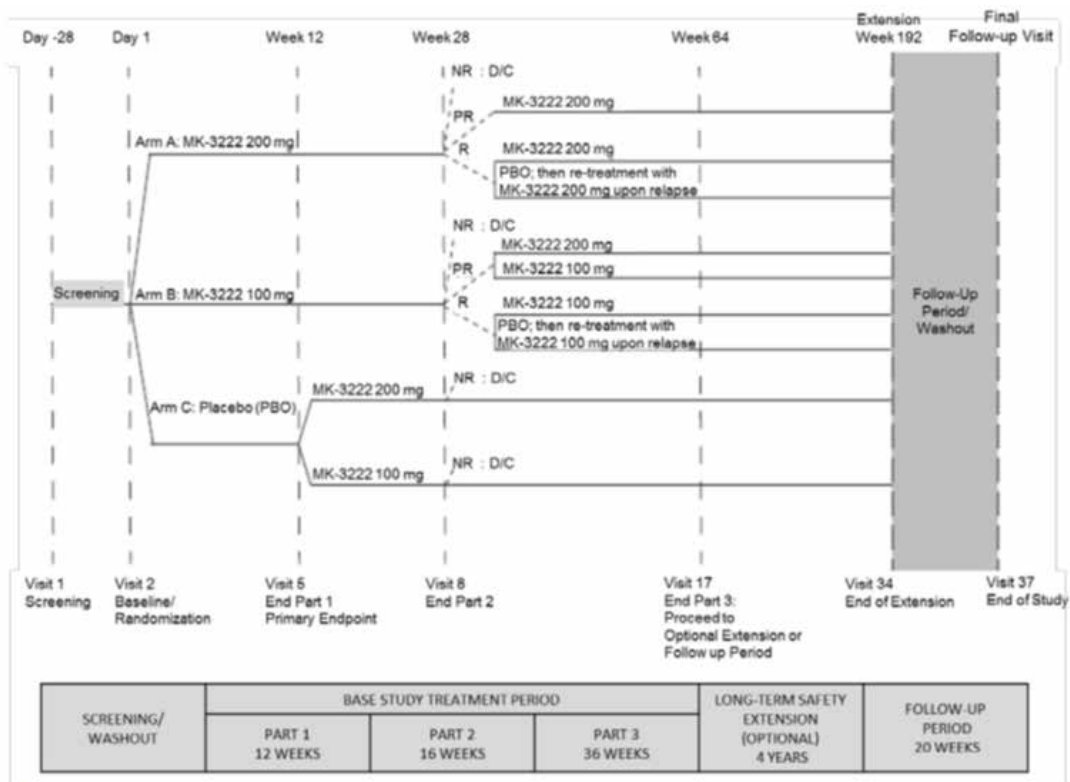 Day -28
Day 1
Week 12
Week 28
Week 64
Extension
Week 192
Final
Follow-up Visit
NR : D/C
MK-3222 200 mg
PR
Arm A: MK-3222 200 mg
R
MK-3222 200 mg
PBO; then re-treatment with
MK-3222 200 mg upon relapse
NR : D/C
MK-3222 200 mg
PR
MK-3222 100 mg
Screening
Arm B: MK-3222 100 mg
R
MK-3222 100 mg
PBO; then re-treatment with
MK-3222 100 mg upon relapse
Follow-Up
Period/
Washout
Arm C: Placebo (PBO)
MK-3222 200 mg
NR : D/C
MK-3222 100 mg
NR : D/C
Visit 1
Screening
Visit 2
Baseline/
Randomization
Visit 5
End Part 1
Primary Endpoint
Visit 8
End Part 2
Visit 17
End Part 3:
Proceed to
Optional Extension or
Follow up Period
Visit 34
End of Extension
Visit 37
End of Study
SCREENING/
WASHOUT
BASE STUDY TREATMENT PERIOD
PART 1
12 WEEKS
PART 2
16 WEEKS
PART 3
36 WEEKS
LONG-TERM SAFETY
EXTENSION
(OPTIONAL)
4 YEARS
FOLLOW-UP
PERIOD
20 WEEKS